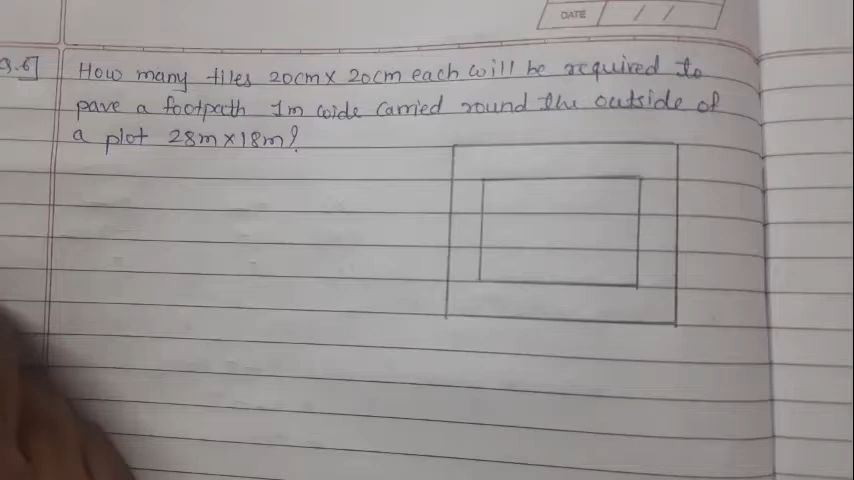 DATE / /
Q.6] How many tiles 20cm x 20cm each will be required to
pave a footpath 1m wide carried round the outside of
a plot 28m x 18m?